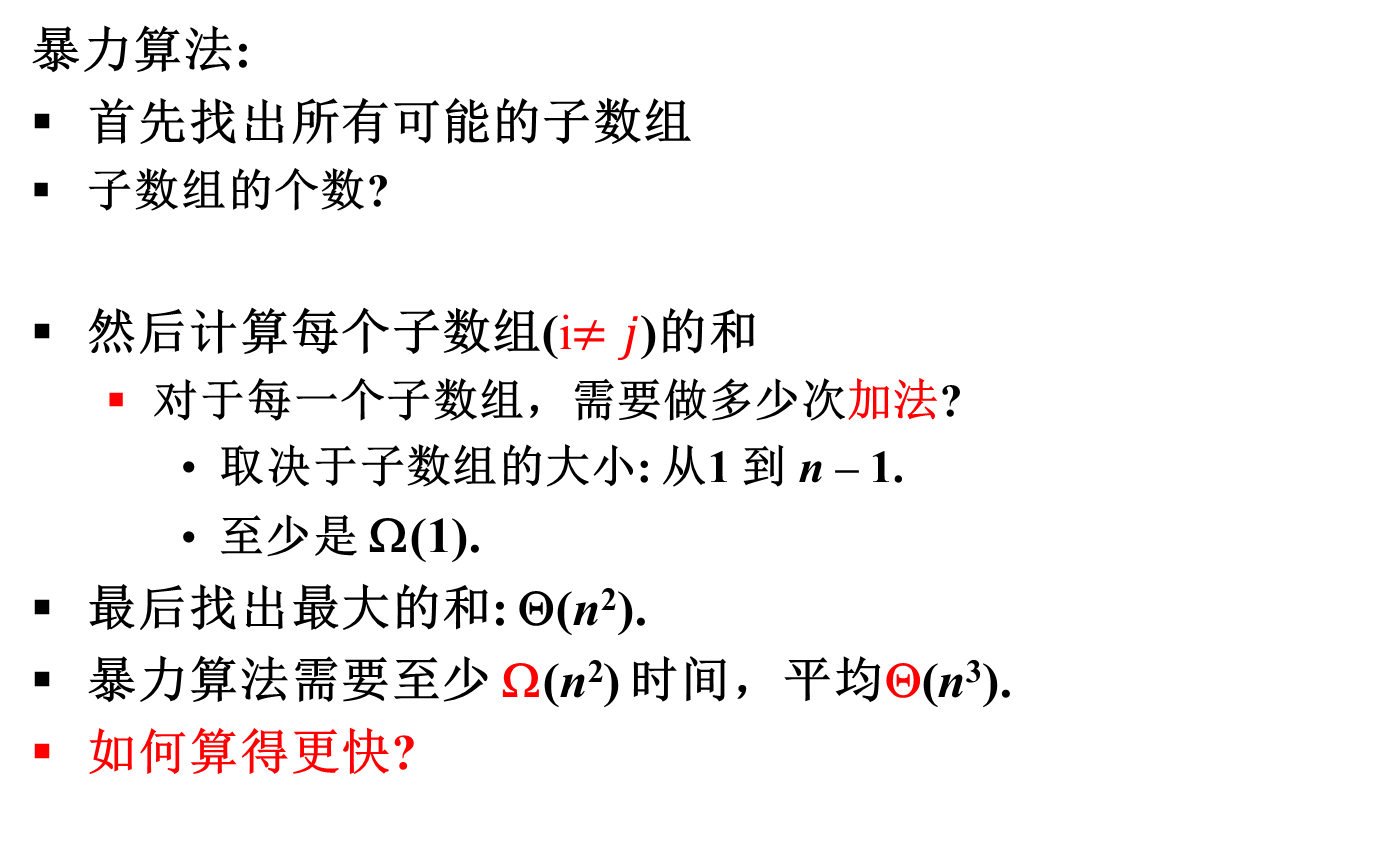 暴力算法:
▪ 首先找出所有可能的子数组
▪ 子数组的个数?
▪ 然后计算每个子数组(i≠ j)的和
▪ 对于每一个子数组，需要做多少次加法?
• 取决于子数组的大小: 从1 到 n – 1.
• 至少是 Ω(1).
▪ 最后找出最大的和: Θ(n²).
▪ 暴力算法需要至少 Ω(n²) 时间，平均Θ(n³).
▪ 如何算得更快?